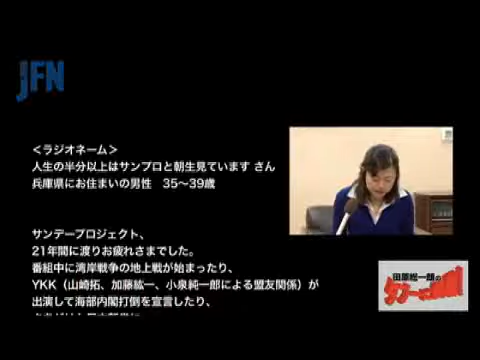 JFN
<ラジオネーム>
人生の半分以上はサンプロと朝生見ています さん
兵庫県にお住まいの男性 35〜39歳
サンデープロジェクト、
21年間に渡りお疲れさまでした。
番組中に湾岸戦争の地上戦が始まったり、
YKK（山崎拓、加藤紘一、小泉純一郎による盟友関係）が
出演して海部内閣打倒を宣言したり、
田原総一朗の
タブーに挑戦!